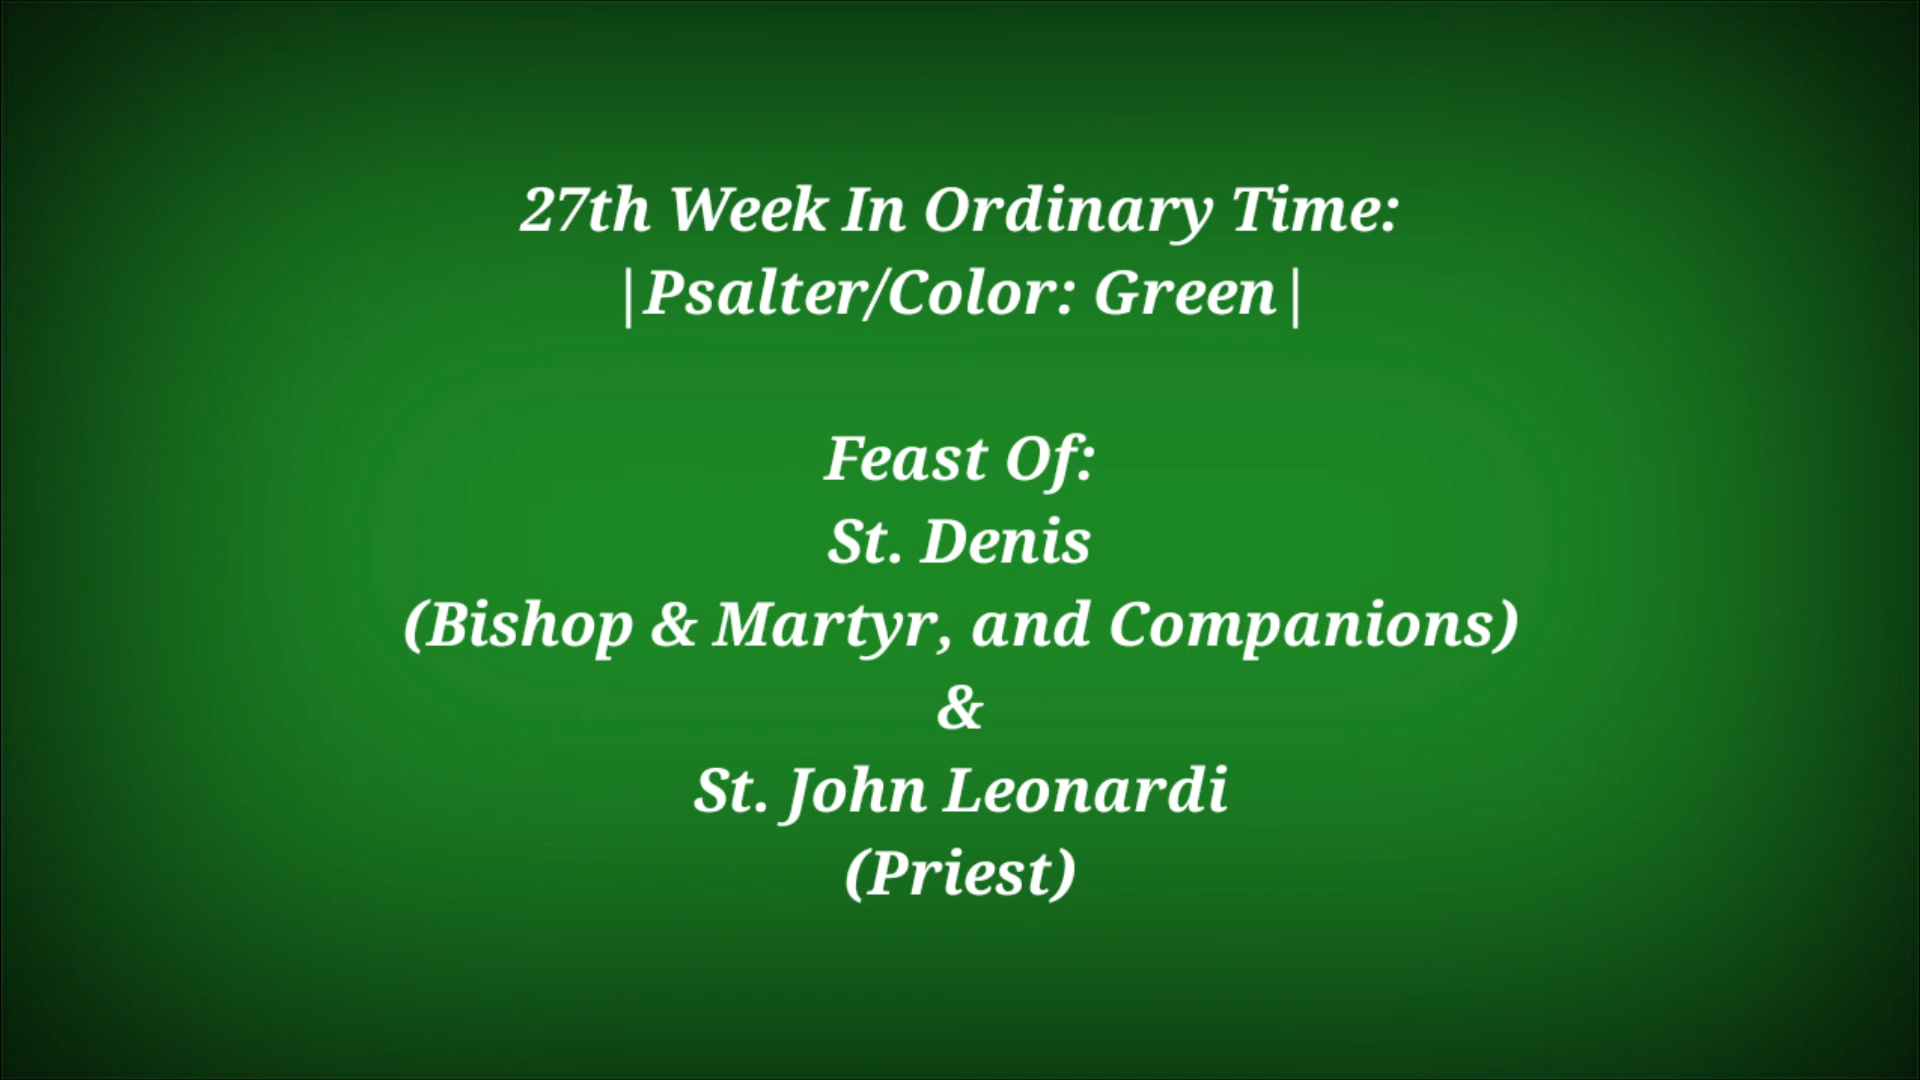 27th Week In Ordinary Time:
|Psalter/Color: Green|
Feast Of:
St. Denis
(Bishop & Martyr, and Companions)
&
St. John Leonardi
(Priest)